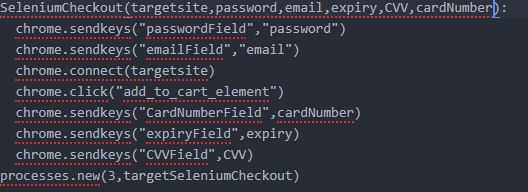 SeleniumCheckout(targetsite,password,email,expiry,CVV,cardNumber):
chrome.sendkeys("passwordField","password")
chrome.sendkeys("emailField","email")
chrome.connect(targetsite)
chrome.click("add_to_cart_element")
chrome.sendkeys("CardNumberField",cardNumber)
chrome.sendkeys("expiryField",expiry)
chrome.sendkeys("CVVField",CVV)
processes.new(3,targetSeleniumCheckout)